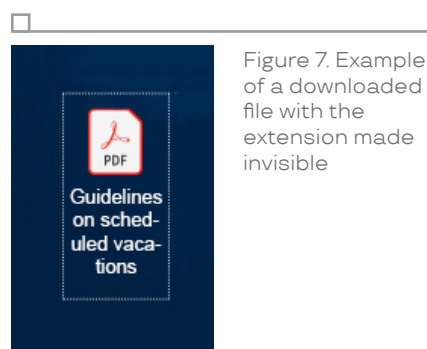 Figure 7. Example
of a downloaded
file with the
extension made
invisible
PDF
Guidelines
on sched-
uled vaca-
tions